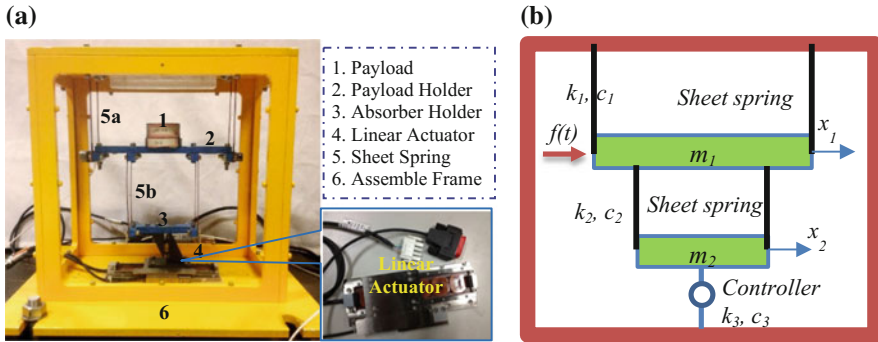 (a)
1
2
5a
5b
3
4
6
1. Payload
2. Payload Holder
3. Absorber Holder
4. Linear Actuator
5. Sheet Spring
6. Assemble Frame
Linear
Actuator
(b)
k₁, c₁
Sheet spring
x₁
f(t)
m₁
k₂, c₂
Sheet spring
x₂
m₂
Controller
k₃, c₃